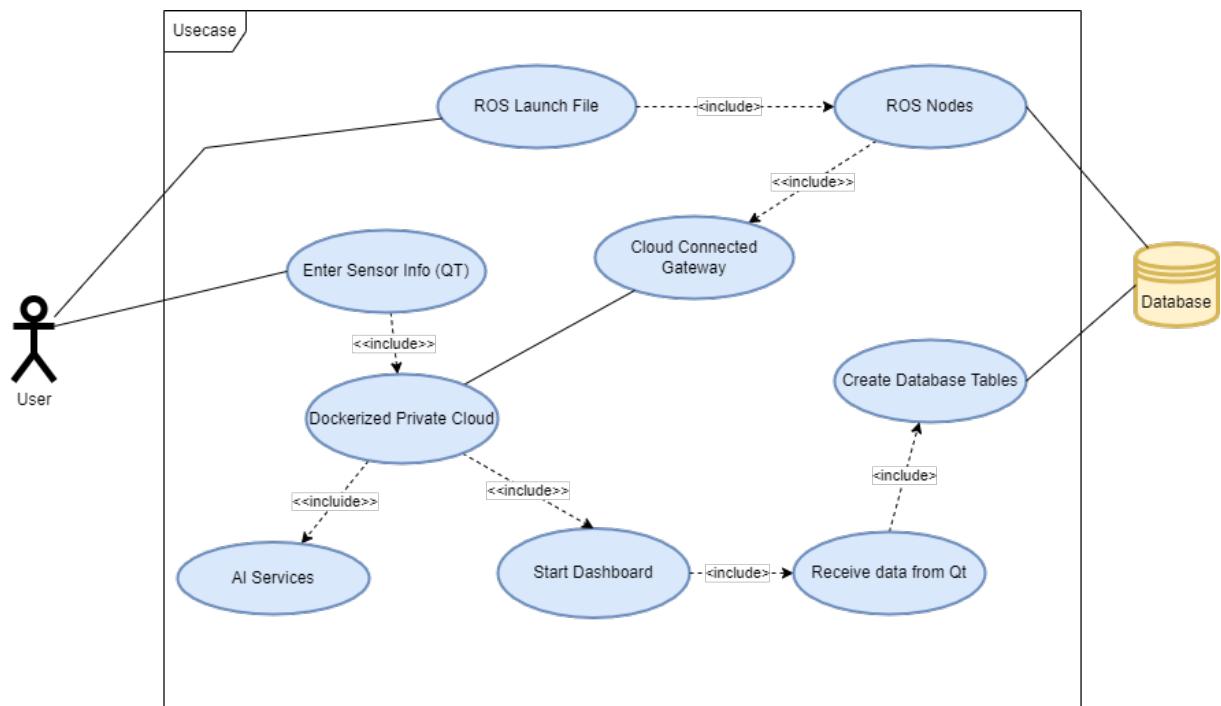 Usecase
ROS Launch File
<include>
ROS Nodes
<<include>>
Cloud Connected
Gateway
Enter Sensor Info (QT)
Database
User
<<include>>
Create Database Tables
Dockerized Private Cloud
<include>
<<incluide>>
<<include>>
AI Services
Start Dashboard
<include>
Receive data from Qt